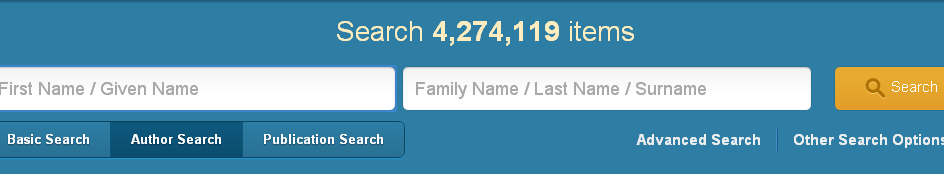 Search 4,274,119 items
First Name / Given Name
Family Name / Last Name / Surname
Search
Basic Search
Author Search
Publication Search
Advanced Search
Other Search Options